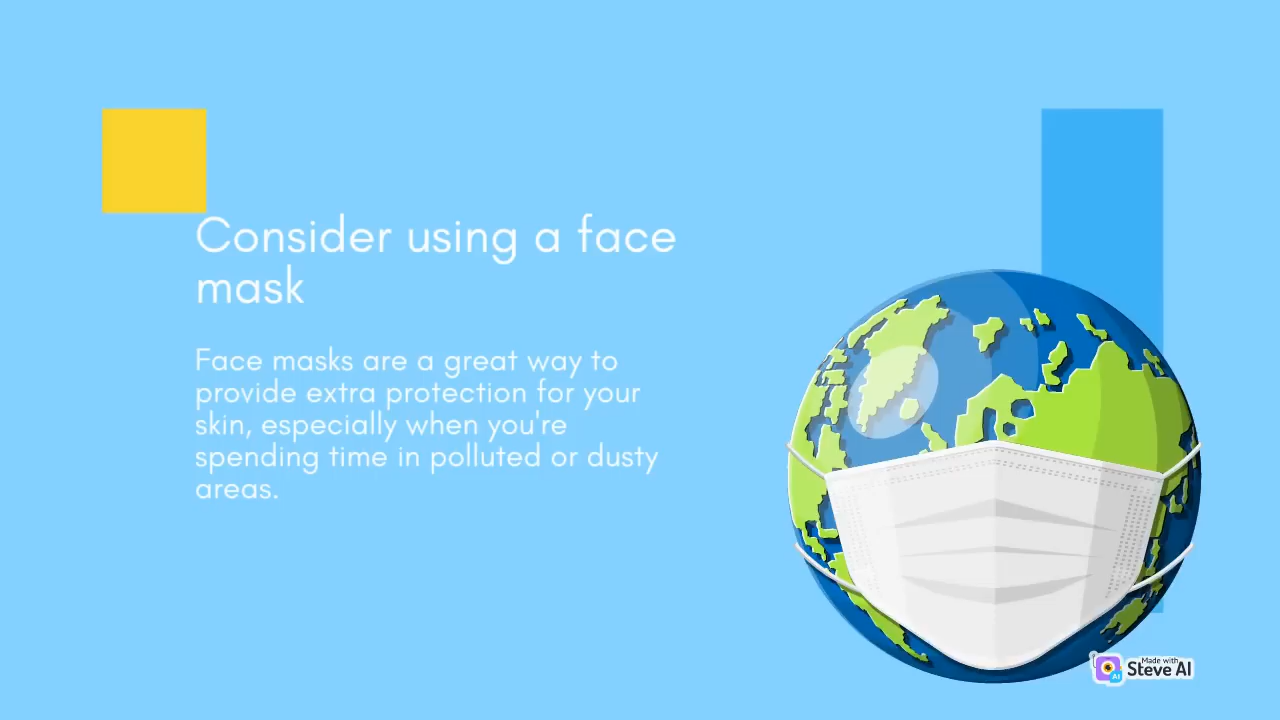 Consider using a face
mask
Face masks are a great way to
provide extra protection for your
skin, especially when you're
spending time in polluted or dusty
areas.
Made with
Steve AI
AI